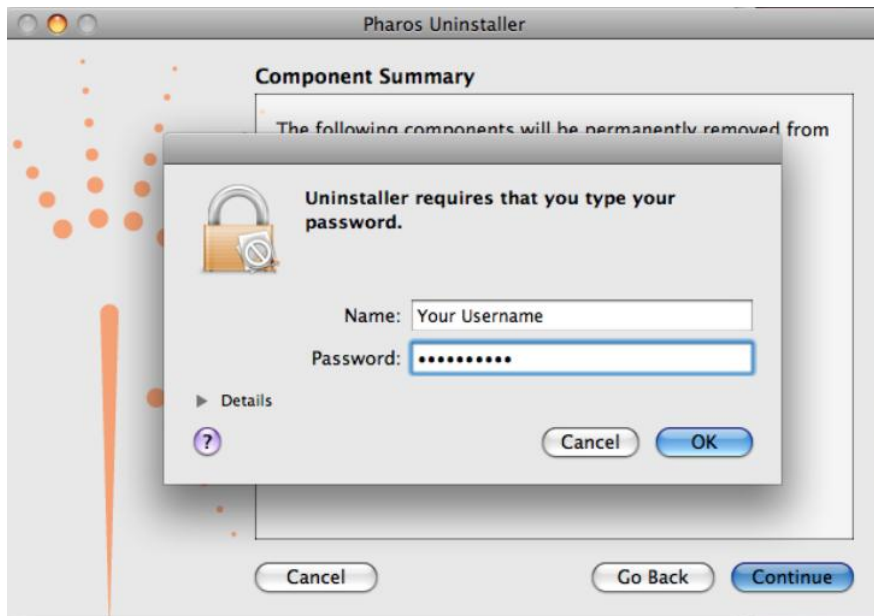 Pharos Uninstaller
Component Summary
The following components will be permanently removed from
Uninstaller requires that you type your
password.
Name: Your Username
Password: ••••••••••
Details
?
Cancel OK
Cancel Go Back Continue